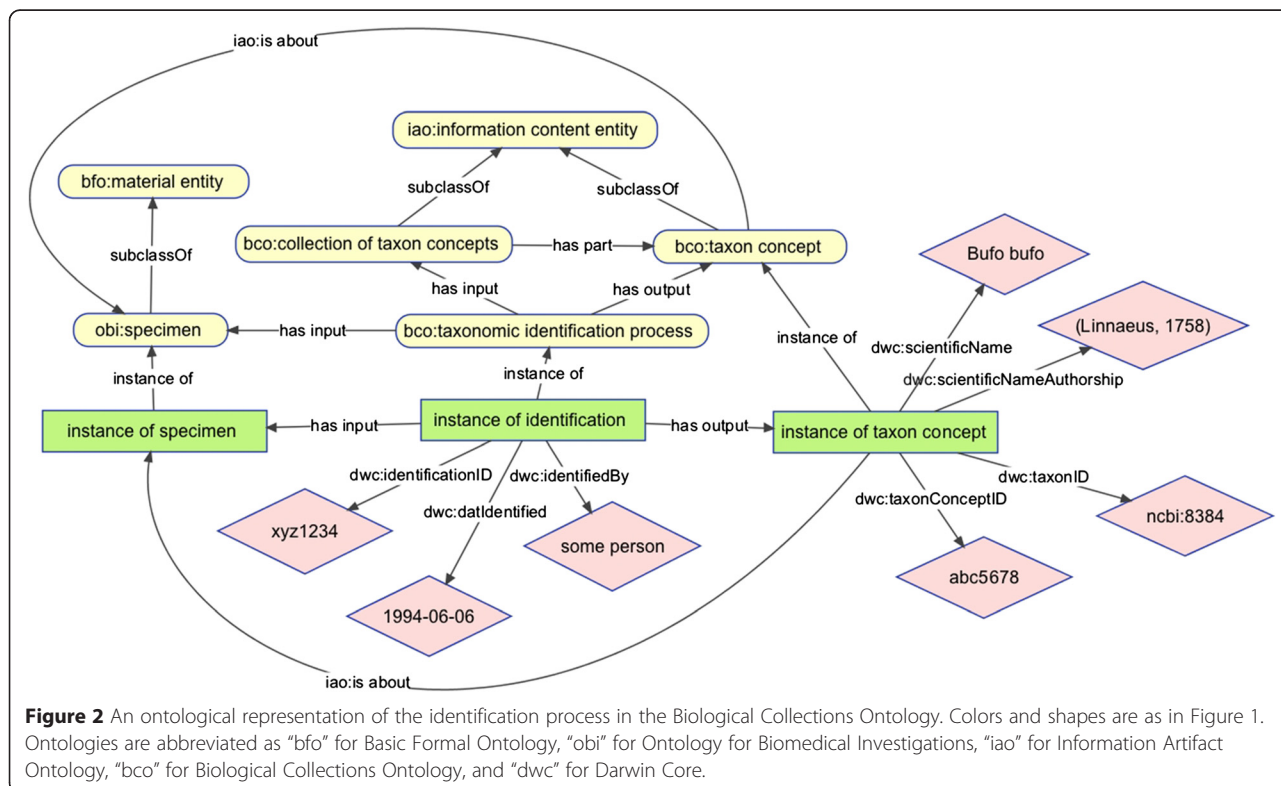 iao:is about
iao:information content entity
bfo:material entity
subclassOf
subclassOf
subclassOf
bco:collection of taxon concepts
has part
bco:taxon concept
Bufo bufo
has input
has output
(Linnaeus, 1758)
obi:specimen
has input
bco:taxonomic identification process
instance of
dwc:scientificName
instance of
instance of
dwc:scientificNameAuthorship
instance of specimen
has input
instance of identification
has output
instance of taxon concept
dwc:identificationID
dwc:identifiedBy
dwc:taxonID
dwc:datIdentified
dwc:taxonConceptID
xyz1234
some person
ncbi:8384
abc5678
1994-06-06
iao:is about
Figure 2 An ontological representation of the identification process in the Biological Collections Ontology. Colors and shapes are as in Figure 1.
Ontologies are abbreviated as “bfo” for Basic Formal Ontology, “obi” for Ontology for Biomedical Investigations, “iao” for Information Artifact
Ontology, “bco” for Biological Collections Ontology, and “dwc” for Darwin Core.